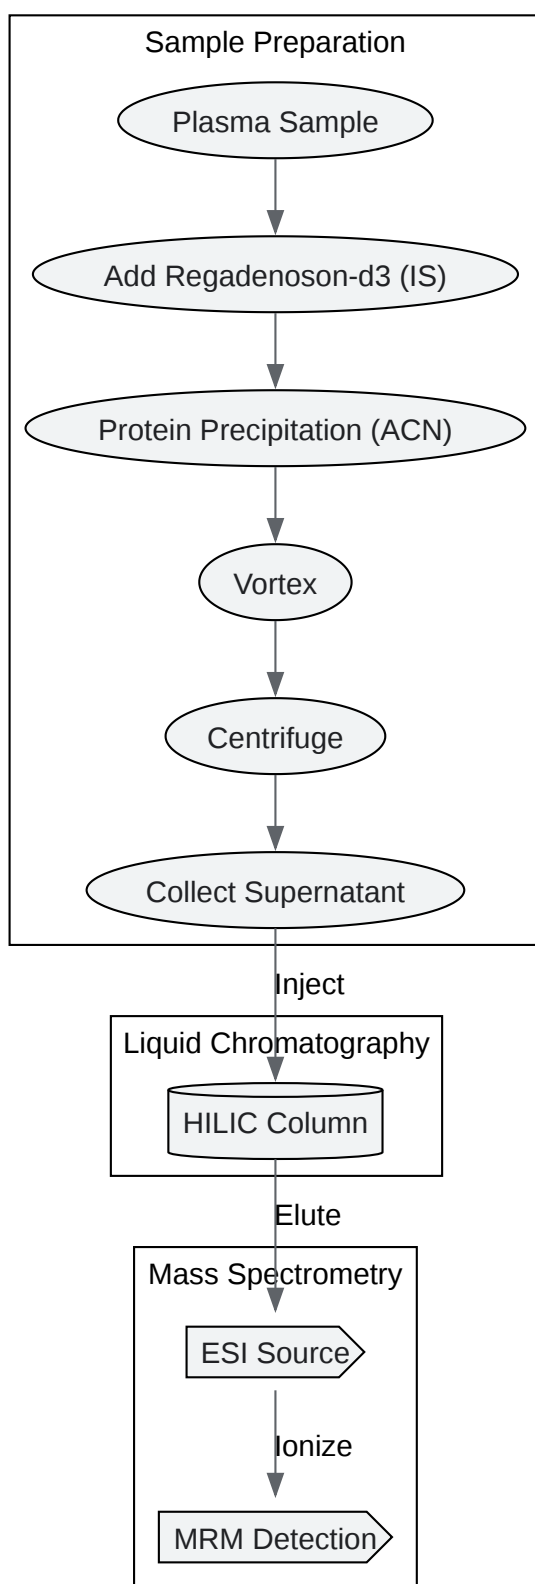 Sample Preparation
Plasma Sample
Add Regadenoson-d3 (IS)
Protein Precipitation (ACN)
Vortex
Centrifuge
Collect Supernatant
Inject
Liquid Chromatography
HILIC Column
Elute
Mass Spectrometry
ESI Source
Ionize
MRM Detection